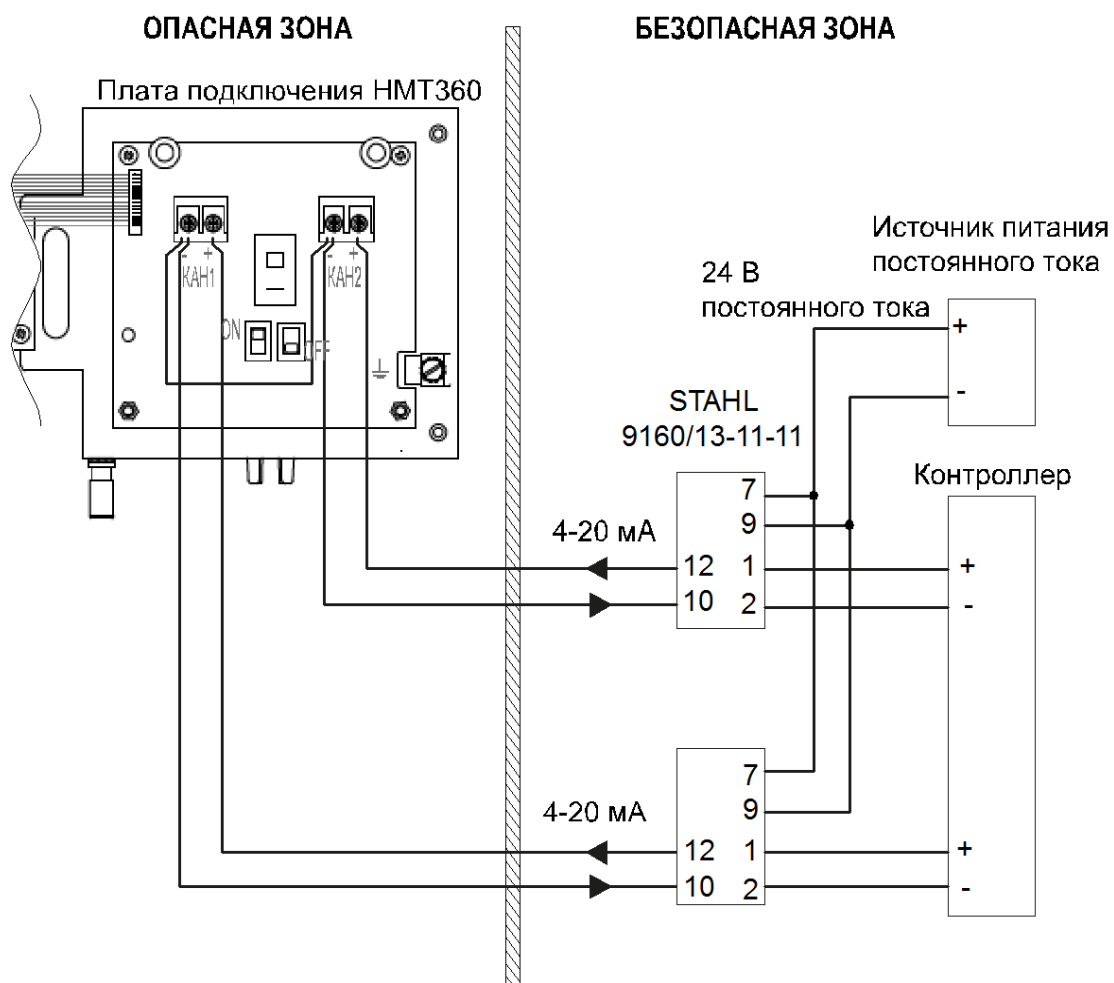 ОПАСНАЯ ЗОНА
БЕЗОПАСНАЯ ЗОНА
Плата подключения HMT360
- +
КАН1
- +
КАН2
ON
OFF
Источник питания
постоянного тока
24 В
постоянного тока
+
-
STAHL
9160/13-11-11
Контроллер
7
9
4-20 мА
12 1
+
10 2
-
7
9
4-20 мА
12 1
+
10 2
-